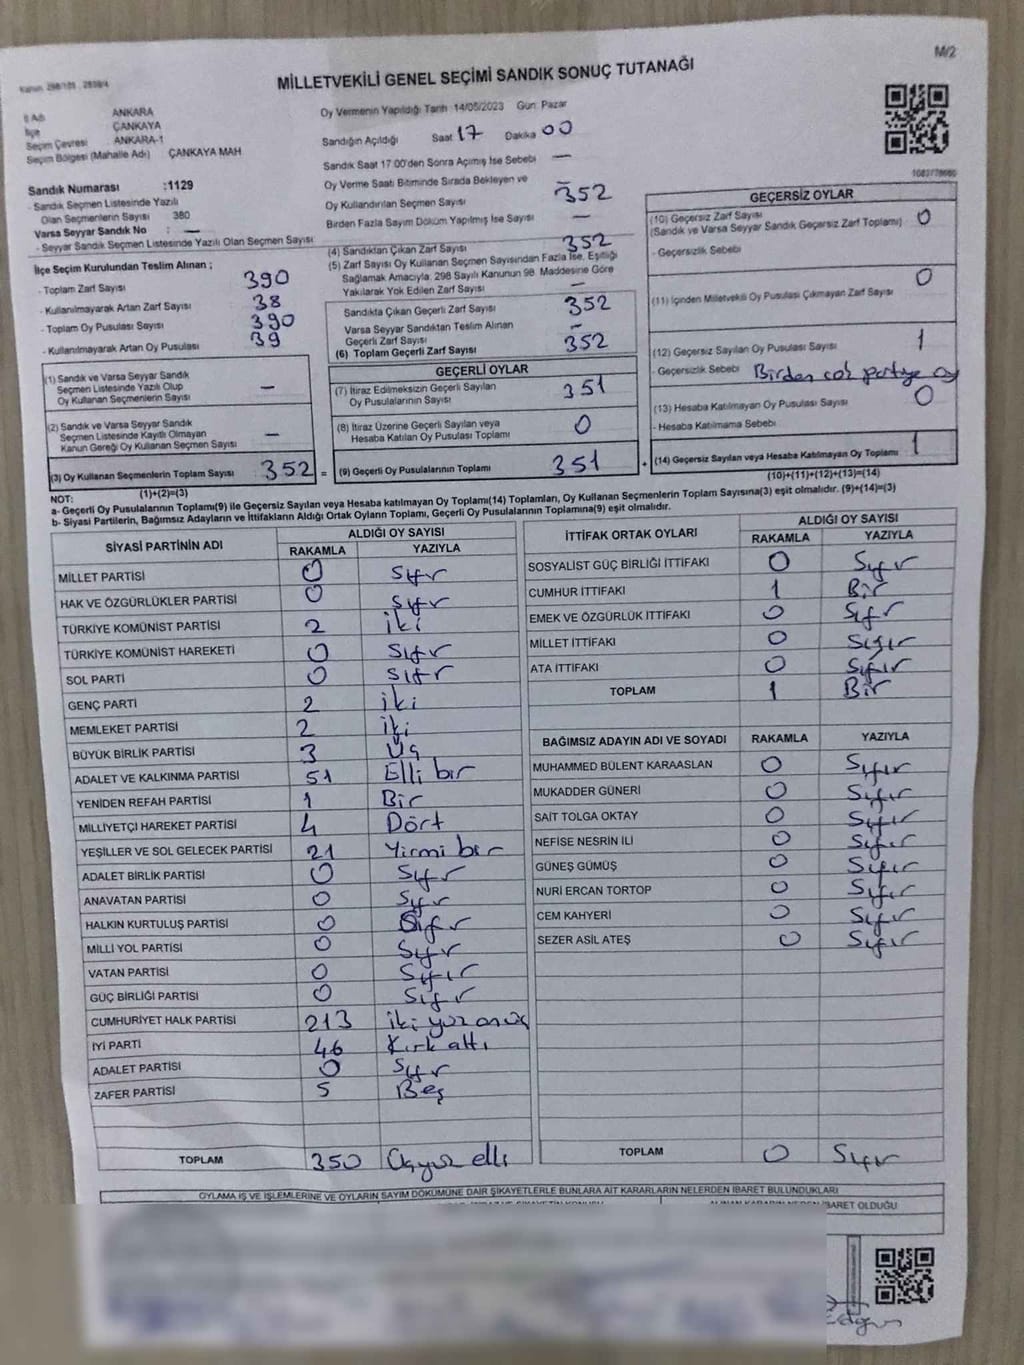 M/2
Kanun 298/105 , 2839/4
MİLLETVEKİLİ GENEL SEÇİMİ SANDIK SONUÇ TUTANAĞI
İl Adı ANKARA
İlçe ÇANKAYA
Seçim Çevresi ANKARA-1
Seçim Bölgesi (Mahalle Adı) ÇANKAYA MAH
Sandık Numarası :1129
- Sandık Seçmen Listesinde Yazılı
Olan Seçmenlerin Sayısı 380
Varsa Seyyar Sandık No : —
- Seyyar Sandık Seçmen Listesinde Yazılı Olan Seçmen Sayısı
İlçe Seçim Kurulundan Teslim Alınan ;
- Toplam Zarf Sayısı 390
- Kullanılmayarak Artan Zarf Sayısı 38
- Toplam Oy Pusulası Sayısı 390
- Kullanılmayarak Artan Oy Pusulası 39
(1) Sandık ve Varsa Seyyar Sandık
Seçmen Listesinde Yazılı Olup
Oy Kullanan Seçmenlerin Sayısı —
(2) Sandık ve Varsa Seyyar Sandık
Seçmen Listesinde Kayıtlı Olmayan
Kanun Gereği Oy Kullanan Seçmen Sayısı —
(3) Oy Kullanan Seçmenlerin Toplam Sayısı 352 =
(1)+(2)=(3)
Oy Vermenin Yapıldığı Tarih 14/05/2023 Gün: Pazar
Sandığın Açıldığı Saat 17 Dakika 00
Sandık Saat 17.00'den Sonra Açımış İse Sebebi —
Oy Verme Saati Bitiminde Sırada Bekleyen ve
Oy Kullandırılan Seçmen Sayısı 352
Birden Fazla Sayım Döküm Yapılmış İse Sayısı —
(4) Sandıktan Çıkan Zarf Sayısı 352
(5) Zarf Sayısı Oy Kullanan Seçmen Sayısından Fazla İse, Eşitliği
Sağlamak Amacıyla, 298 Sayılı Kanunun 98. Maddesine Göre
Yakılarak Yok Edilen Zarf Sayısı —
Sandıkta Çıkan Geçerli Zarf Sayısı 352
Varsa Seyyar Sandıktan Teslim Alınan
Geçerli Zarf Sayısı —
(6) Toplam Geçerli Zarf Sayısı 352
GEÇERLİ OYLAR
(7) İtiraz Edilmeksizin Geçerli Sayılan
Oy Pusulalarının Sayısı 351
(8) İtiraz Üzerine Geçerli Sayılan veya
Hesaba Katılan Oy Pusulası Toplamı 0
(9) Geçerli Oy Pusulalarının Toplamı 351 +
1083778660
GEÇERSİZ OYLAR
(10) Geçersiz Zarf Sayısı
(Sandık ve Varsa Seyyar Sandık Geçersiz Zarf Toplamı) 0
- Geçersizlik Sebebi
(11) İçinden Milletvekili Oy Pusulası Çıkmayan Zarf Sayısı 0
(12) Geçersiz Sayılan Oy Pusulası Sayısı 1
- Geçersizlik Sebebi Birden çok partiye oy
(13) Hesaba Katılmayan Oy Pusulası Sayısı 0
- Hesaba Katılmama Sebebi
(14) Geçersiz Sayılan veya Hesaba Katılmayan Oy Toplamı 1
(10)+(11)+(12)+(13)=(14)
NOT:
a- Geçerli Oy Pusulalarının Toplamı(9) ile Geçersiz Sayılan veya Hesaba katılmayan Oy Toplamı(14) Toplamları, Oy Kullanan Seçmenlerin Toplam Sayısına(3) eşit olmalıdır. (9)+(14)=(3)
b- Siyasi Partilerin, Bağımsız Adayların ve İttifakların Aldığı Ortak Oyların Toplamı, Geçerli Oy Pusulalarının Toplamına(9) eşit olmalıdır.
SİYASİ PARTİNİN ADI ALDIĞI OY SAYISI
RAKAMLA YAZIYLA
MİLLET PARTİSİ 0 Sıfır
HAK VE ÖZGÜRLÜKLER PARTİSİ 0 Sıfır
TÜRKİYE KOMÜNİST PARTİSİ 2 İki
TÜRKİYE KOMÜNİST HAREKETİ 0 Sıfır
SOL PARTİ 0 Sıfır
GENÇ PARTİ 2 İki
MEMLEKET PARTİSİ 2 İki
BÜYÜK BİRLİK PARTİSİ 3 Üç
ADALET VE KALKINMA PARTİSİ 51 Elli bir
YENİDEN REFAH PARTİSİ 1 Bir
MİLLİYETÇİ HAREKET PARTİSİ 4 Dört
YEŞİLLER VE SOL GELECEK PARTİSİ 21 Yirmi bir
ADALET BİRLİK PARTİSİ 0 Sıfır
ANAVATAN PARTİSİ 0 Sıfır
HALKIN KURTULUŞ PARTİSİ 0 Sıfır
MİLLİ YOL PARTİSİ 0 Sıfır
VATAN PARTİSİ 0 Sıfır
GÜÇ BİRLİĞİ PARTİSİ 0 Sıfır
CUMHURİYET HALK PARTİSİ 213 iki yüz onüç
İYİ PARTİ 46 Kırk altı
ADALET PARTİSİ 0 Sıfır
ZAFER PARTİSİ 5 Beş
TOPLAM 350 Üçyüz elli
İTTİFAK ORTAK OYLARI ALDIĞI OY SAYISI
RAKAMLA YAZIYLA
SOSYALİST GÜÇ BİRLİĞİ İTTİFAKI 0 Sıfır
CUMHUR İTTİFAKI 1 Bir
EMEK VE ÖZGÜRLÜK İTTİFAKI 0 Sıfır
MİLLET İTTİFAKI 0 Sıfır
ATA İTTİFAKI 0 Sıfır
TOPLAM 1 Bir
BAĞIMSIZ ADAYIN ADI VE SOYADI RAKAMLA YAZIYLA
MUHAMMED BÜLENT KARAASLAN 0 Sıfır
MUKADDER GÜNERİ 0 Sıfır
SAİT TOLGA OKTAY 0 Sıfır
NEFİSE NESRİN İLİ 0 Sıfır
GÜNEŞ GÜMÜŞ 0 Sıfır
NURİ ERCAN TORTOP 0 Sıfır
CEM KAHYERİ 0 Sıfır
SEZER ASİL ATEŞ 0 Sıfır
TOPLAM 0 Sıfır
OYLAMA İŞ VE İŞLEMLERİNE VE OYLARIN SAYIM DÖKÜMÜNE DAİR ŞİKAYETLERLE BUNLARA AİT KARARLARIN NELERDEN İBARET BULUNDUKLARI
İBARET OLDUĞU